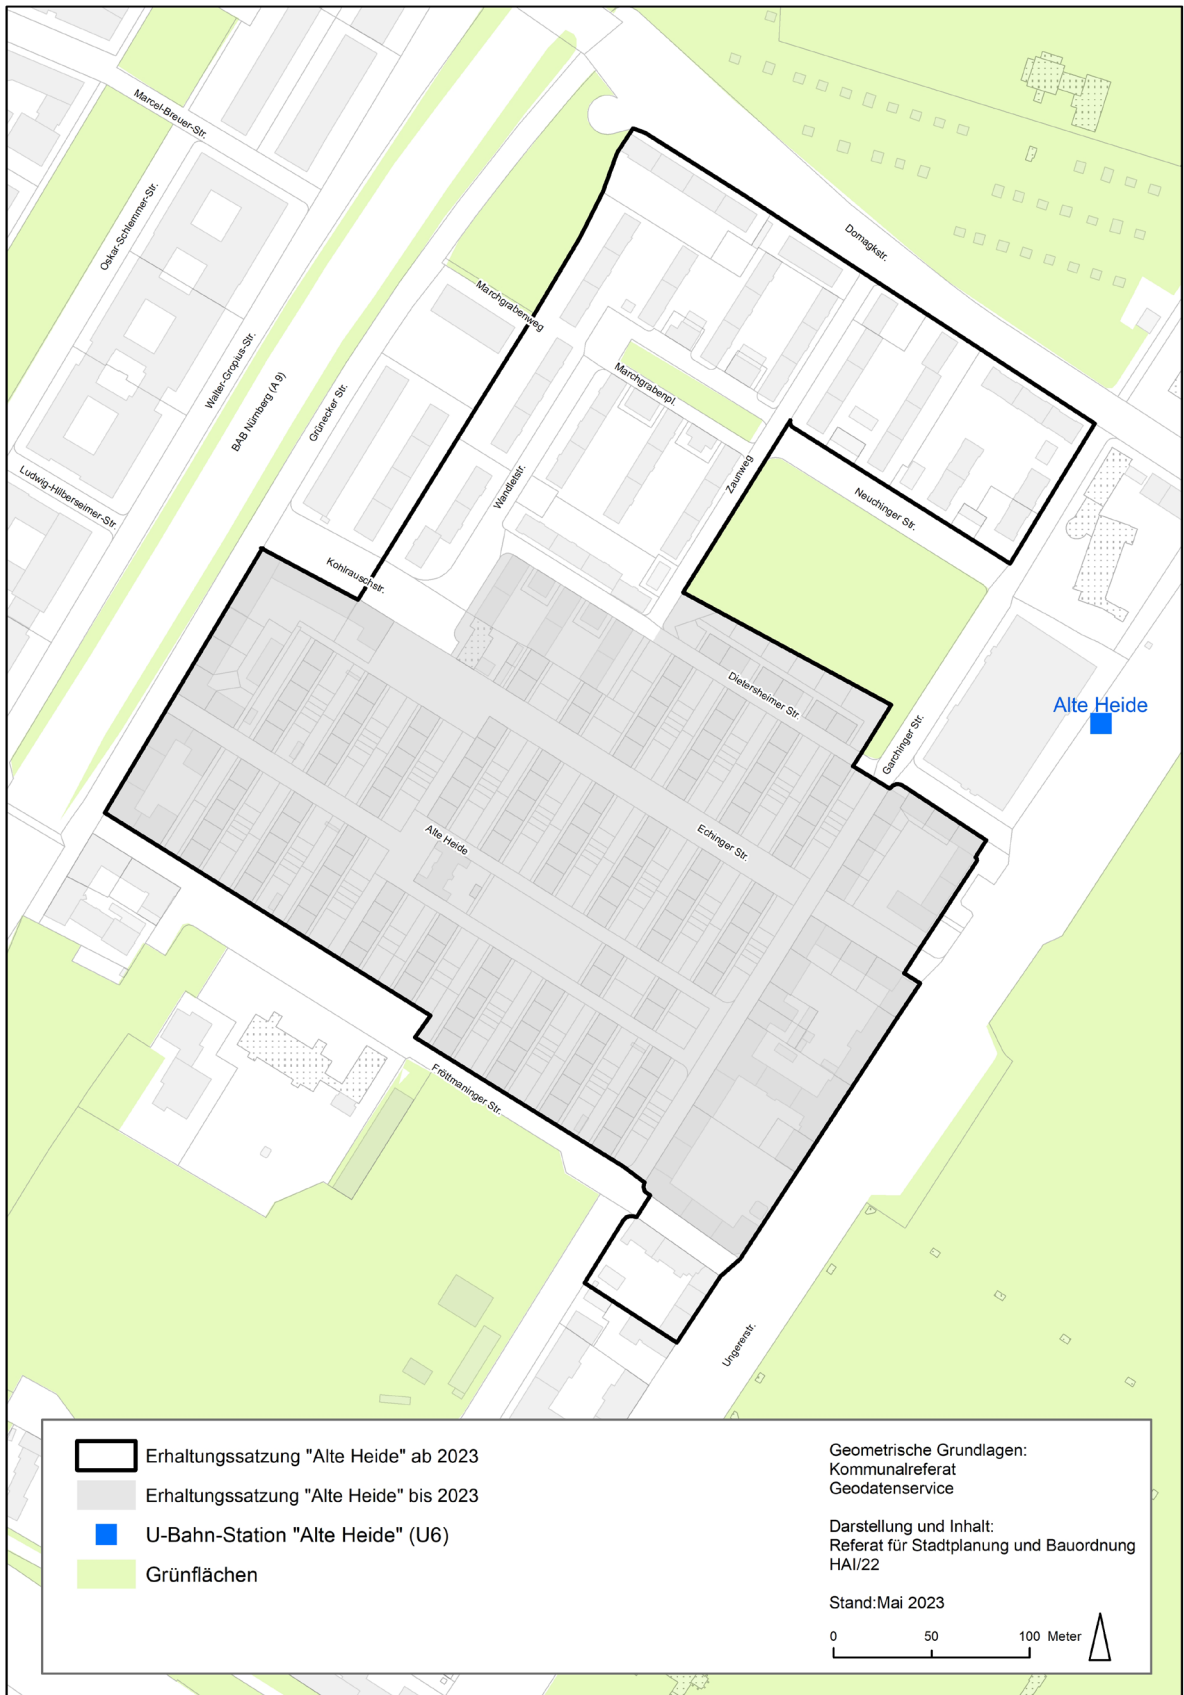 Marcel-Breuer-Str.
Oskar-Schlemmer-Str.
Domagkstr.
Marchgrabenweg
Walter-Gropius-Str.
BAB Nürnberg (A 9)
Grünecker Str.
Marchgrabenpl.
Zaunweg
Wandletstr.
Neuchinger Str.
Ludwig-Hilberseimer-Str.
Kohlrauschstr.
Dietersheimer Str.
Alte Heide
Garchinger Str.
Echinger Str.
Alte Heide
Fröttmaninger Str.
Ungererstr.
Erhaltungssatzung "Alte Heide" ab 2023
Erhaltungssatzung "Alte Heide" bis 2023
U-Bahn-Station "Alte Heide" (U6)
Grünflächen
Geometrische Grundlagen:
Kommunalreferat
Geodatenservice
Darstellung und Inhalt:
Referat für Stadtplanung und Bauordnung
HAI/22
Stand:Mai 2023
0 50 100 Meter